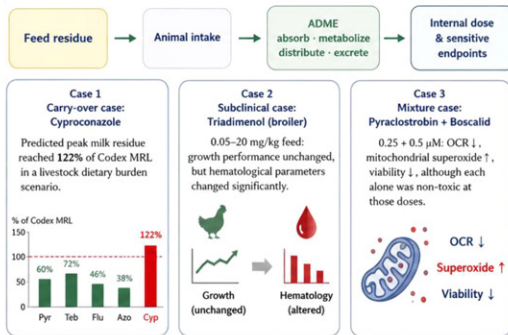 Feed residue
Animal intake
ADME
absorb · metabolize
distribute · excrete
Internal dose
& sensitive
endpoints
Case 1
Carry-over case:
Cyproconazole
Predicted peak milk residue
reached 122% of Codex MRL
in a livestock dietary burden
scenario.
% of Codex MRL
150
100
50
0
60%
72%
46%
38%
122%
Pyr
Teb
Flu
Azo
Cyp
Case 2
Subclinical case:
Triadimenol (broiler)
0.05–20 mg/kg feed:
growth performance unchanged,
but hematological parameters
changed significantly.
Growth
(unchanged)
Hematology
(altered)
Case 3
Mixture case:
Pyraclostrobin + Boscalid
0.25 + 0.5 μM: OCR ↓,
mitochondrial superoxide ↑,
viability ↓, although each
alone was non-toxic at
those doses.
OCR ↓
Superoxide ↑
Viability ↓